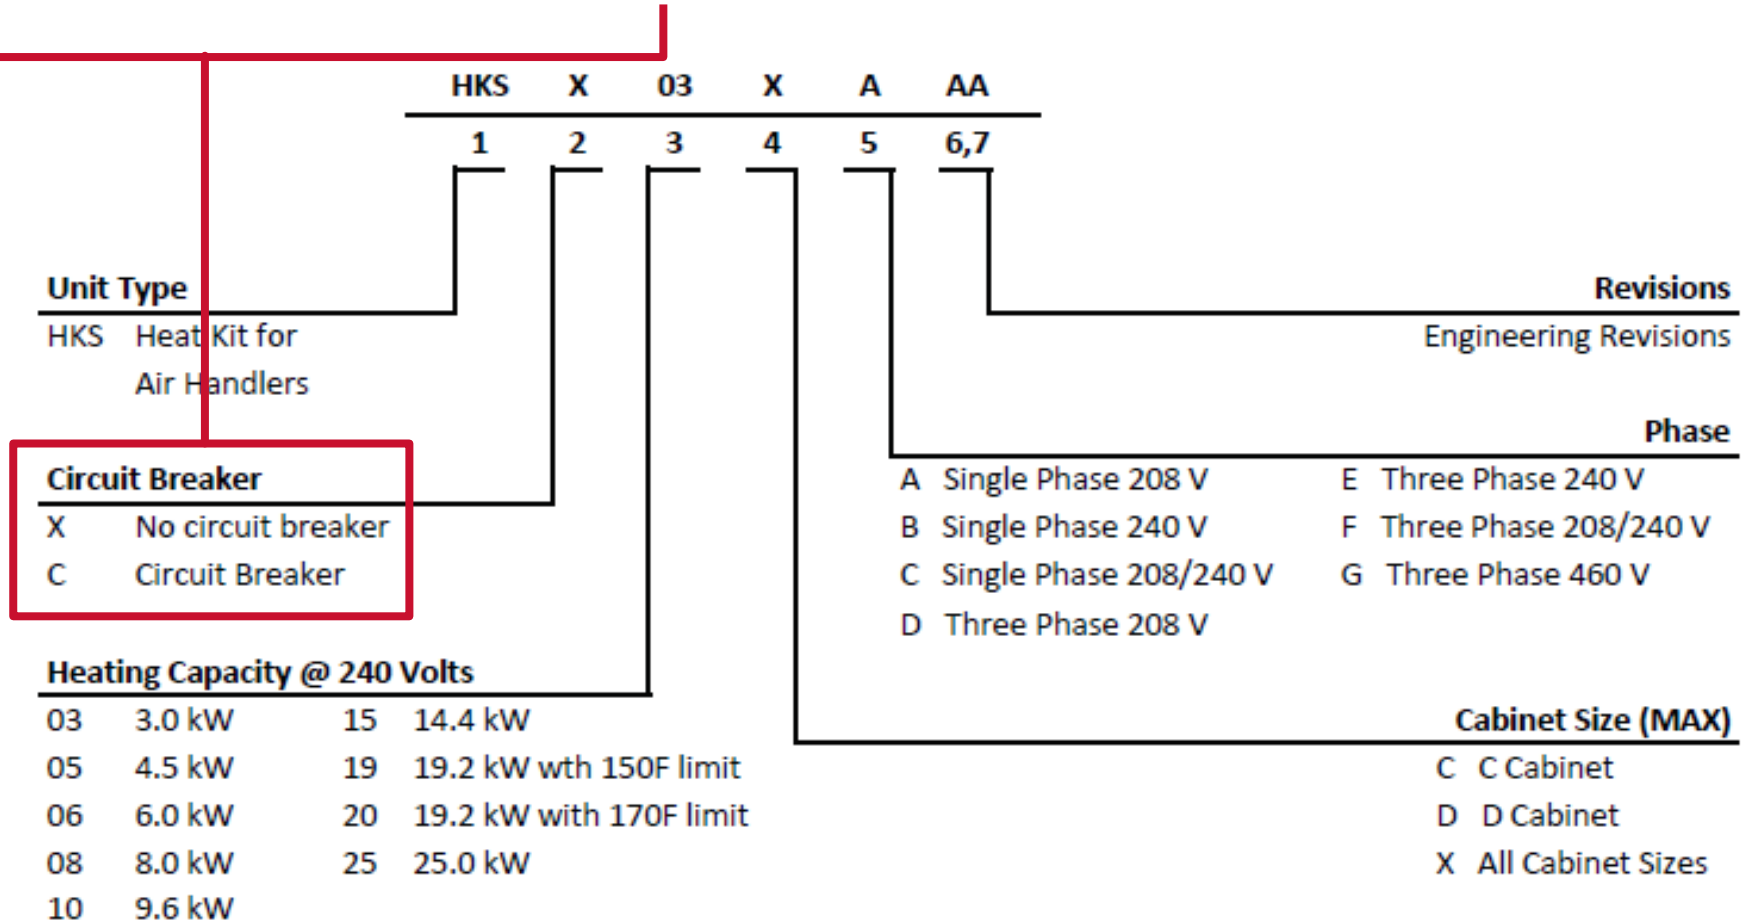 HKS X 03 X A AA
1 2 3 4 5 6,7
Unit Type
HKS Heat Kit for
Air Handlers
Circuit Breaker
X No circuit breaker
C Circuit Breaker
Heating Capacity @ 240 Volts
03 3.0 kW 15 14.4 kW
05 4.5 kW 19 19.2 kW wth 150F limit
06 6.0 kW 20 19.2 kW with 170F limit
08 8.0 kW 25 25.0 kW
10 9.6 kW
Revisions
Engineering Revisions
Phase
A Single Phase 208 V E Three Phase 240 V
B Single Phase 240 V F Three Phase 208/240 V
C Single Phase 208/240 V G Three Phase 460 V
D Three Phase 208 V
Cabinet Size (MAX)
C C Cabinet
D D Cabinet
X All Cabinet Sizes